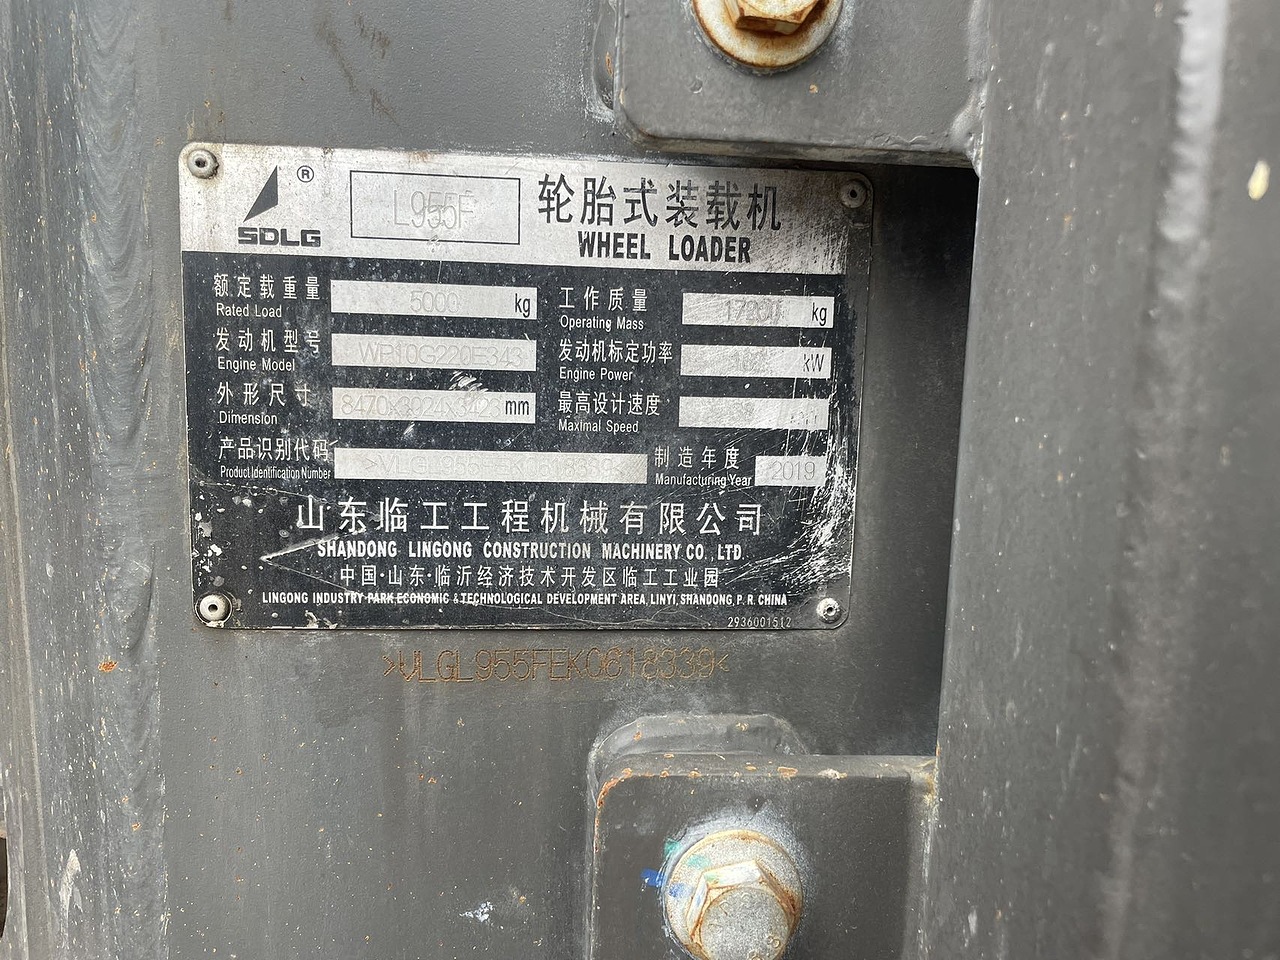 SDLG ® L955F 轮胎式装载机
WHEEL LOADER
额定载重量 5000 kg 工作质量 kg
Rated Load Operating Mass
发动机型号 WP10G220E343 发动机标定功率 kW
Engine Model Engine Power
外形尺寸 mm 最高设计速度
Dimension Maximal Speed
产品识别代码 >VLGL955FEK0618339< 制造年度 2019
Product Identification Number Manufacturing Year
山东临工工程机械有限公司
SHANDONG LINGONG CONSTRUCTION MACHINERY CO., LTD.
中国·山东·临沂经济技术开发区临工工业园
LINGONG INDUSTRY PARK,ECONOMIC & TECHNOLOGICAL DEVELOPMENT AREA, LINYI, SHANDONG, P. R. CHINA
2936001512
>VLGL955FEK0618339<